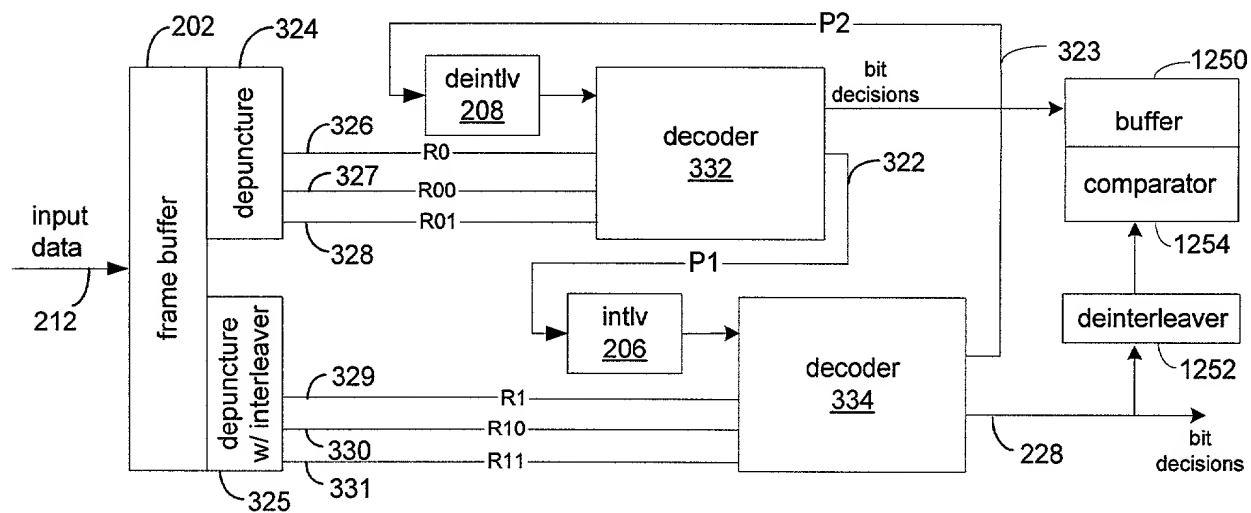 202
324
P2
323
deintlv
208
bit
decisions
1250
buffer
comparator
1254
depuncture
326
R0
327
R00
R01
328
decoder
332
322
input
data
212
frame buffer
P1
intlv
206
deinterleaver
1252
depuncture
w/ interleaver
329
R1
330
R10
331
R11
325
decoder
334
228
bit
decisions